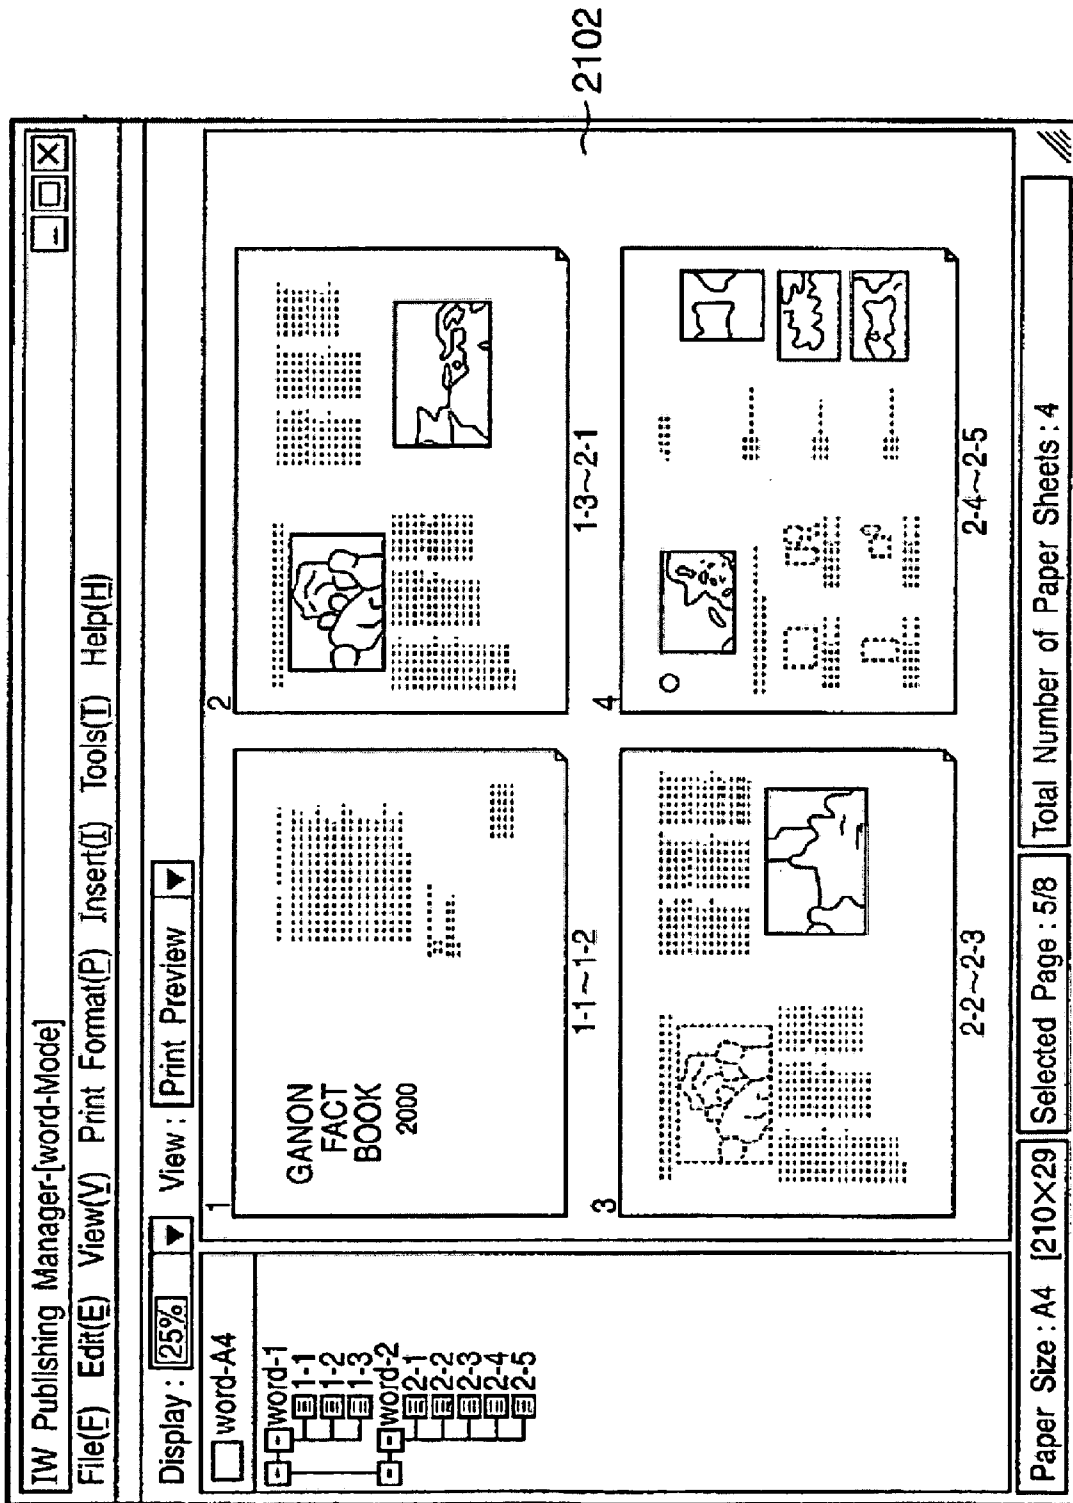 IW Publishing Manager-[word-Mode]
File(F) Edit(E) View(V) Print Format(P) Insert(I) Tools(T) Help(H)
Display : 25% View : Print Preview
word-A4
word-1
1-1
1-2
1-3
word-2
2-1
2-2
2-3
2-4
2-5
1
GANON
FACT
BOOK
2000
1-1~1-2
2
1-3~2-1
3
2-2~2-3
4
2-4~2-5
2102
Paper Size : A4 [210×29 Selected Page : 5/8 Total Number of Paper Sheets : 4